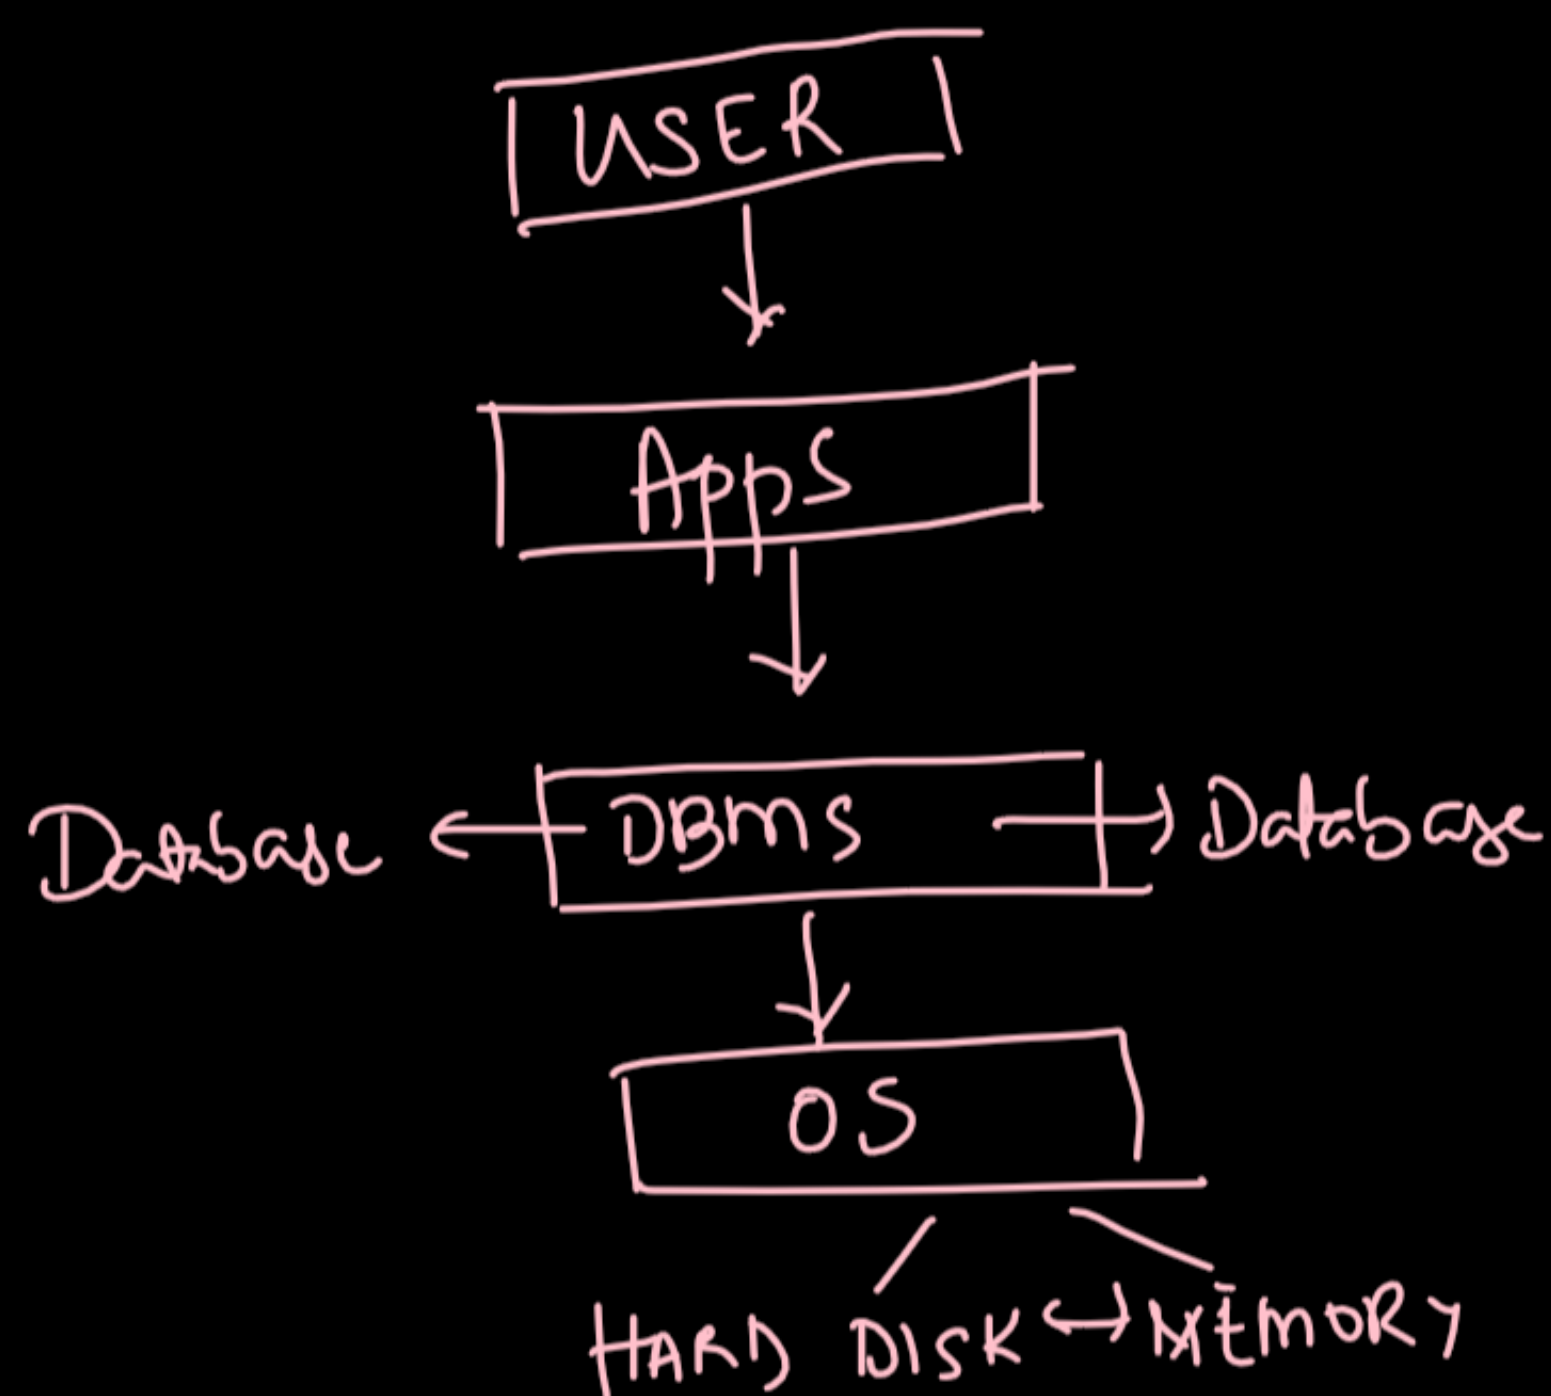 USER
Apps
Database ← DBMS → Database
OS
HARD DISK ↔ MEMORY